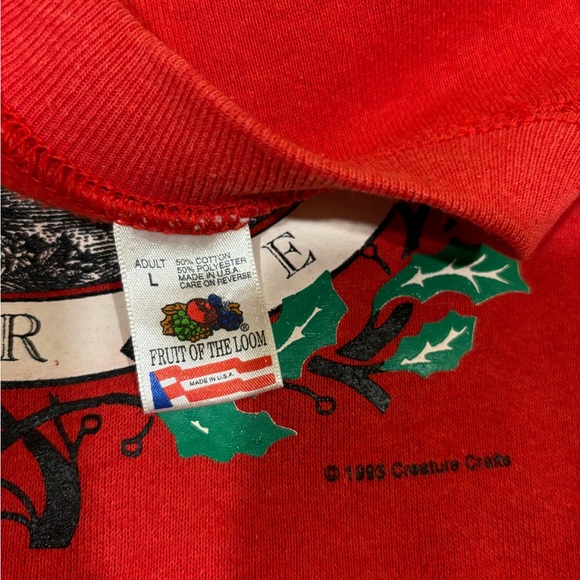 ADULT
L
50% COTTON
50% POLYESTER
MADE IN U.S.A.
CARE ON REVERSE
®
FRUIT OF THE LOOM
MADE IN U.S.A.
E
R
© 1993 Creature Crafts